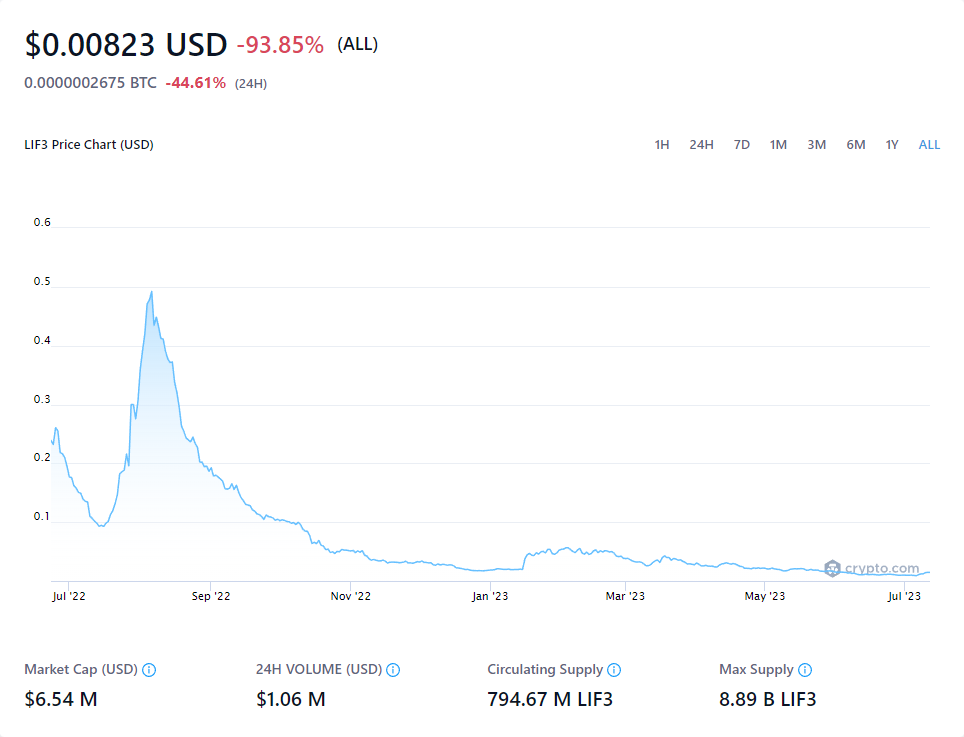 $0.00823 USD -93.85% (ALL)
0.0000002675 BTC -44.61% (24H)
LIF3 Price Chart (USD) 1H 24H 7D 1M 3M 6M 1Y ALL
0.6
0.5
0.4
0.3
0.2
0.1
crypto.com
Jul '22 Sep '22 Nov '22 Jan '23 Mar '23 May '23 Jul '23
Market Cap (USD) 24H VOLUME (USD) Circulating Supply Max Supply
$6.54 M $1.06 M 794.67 M LIF3 8.89 B LIF3